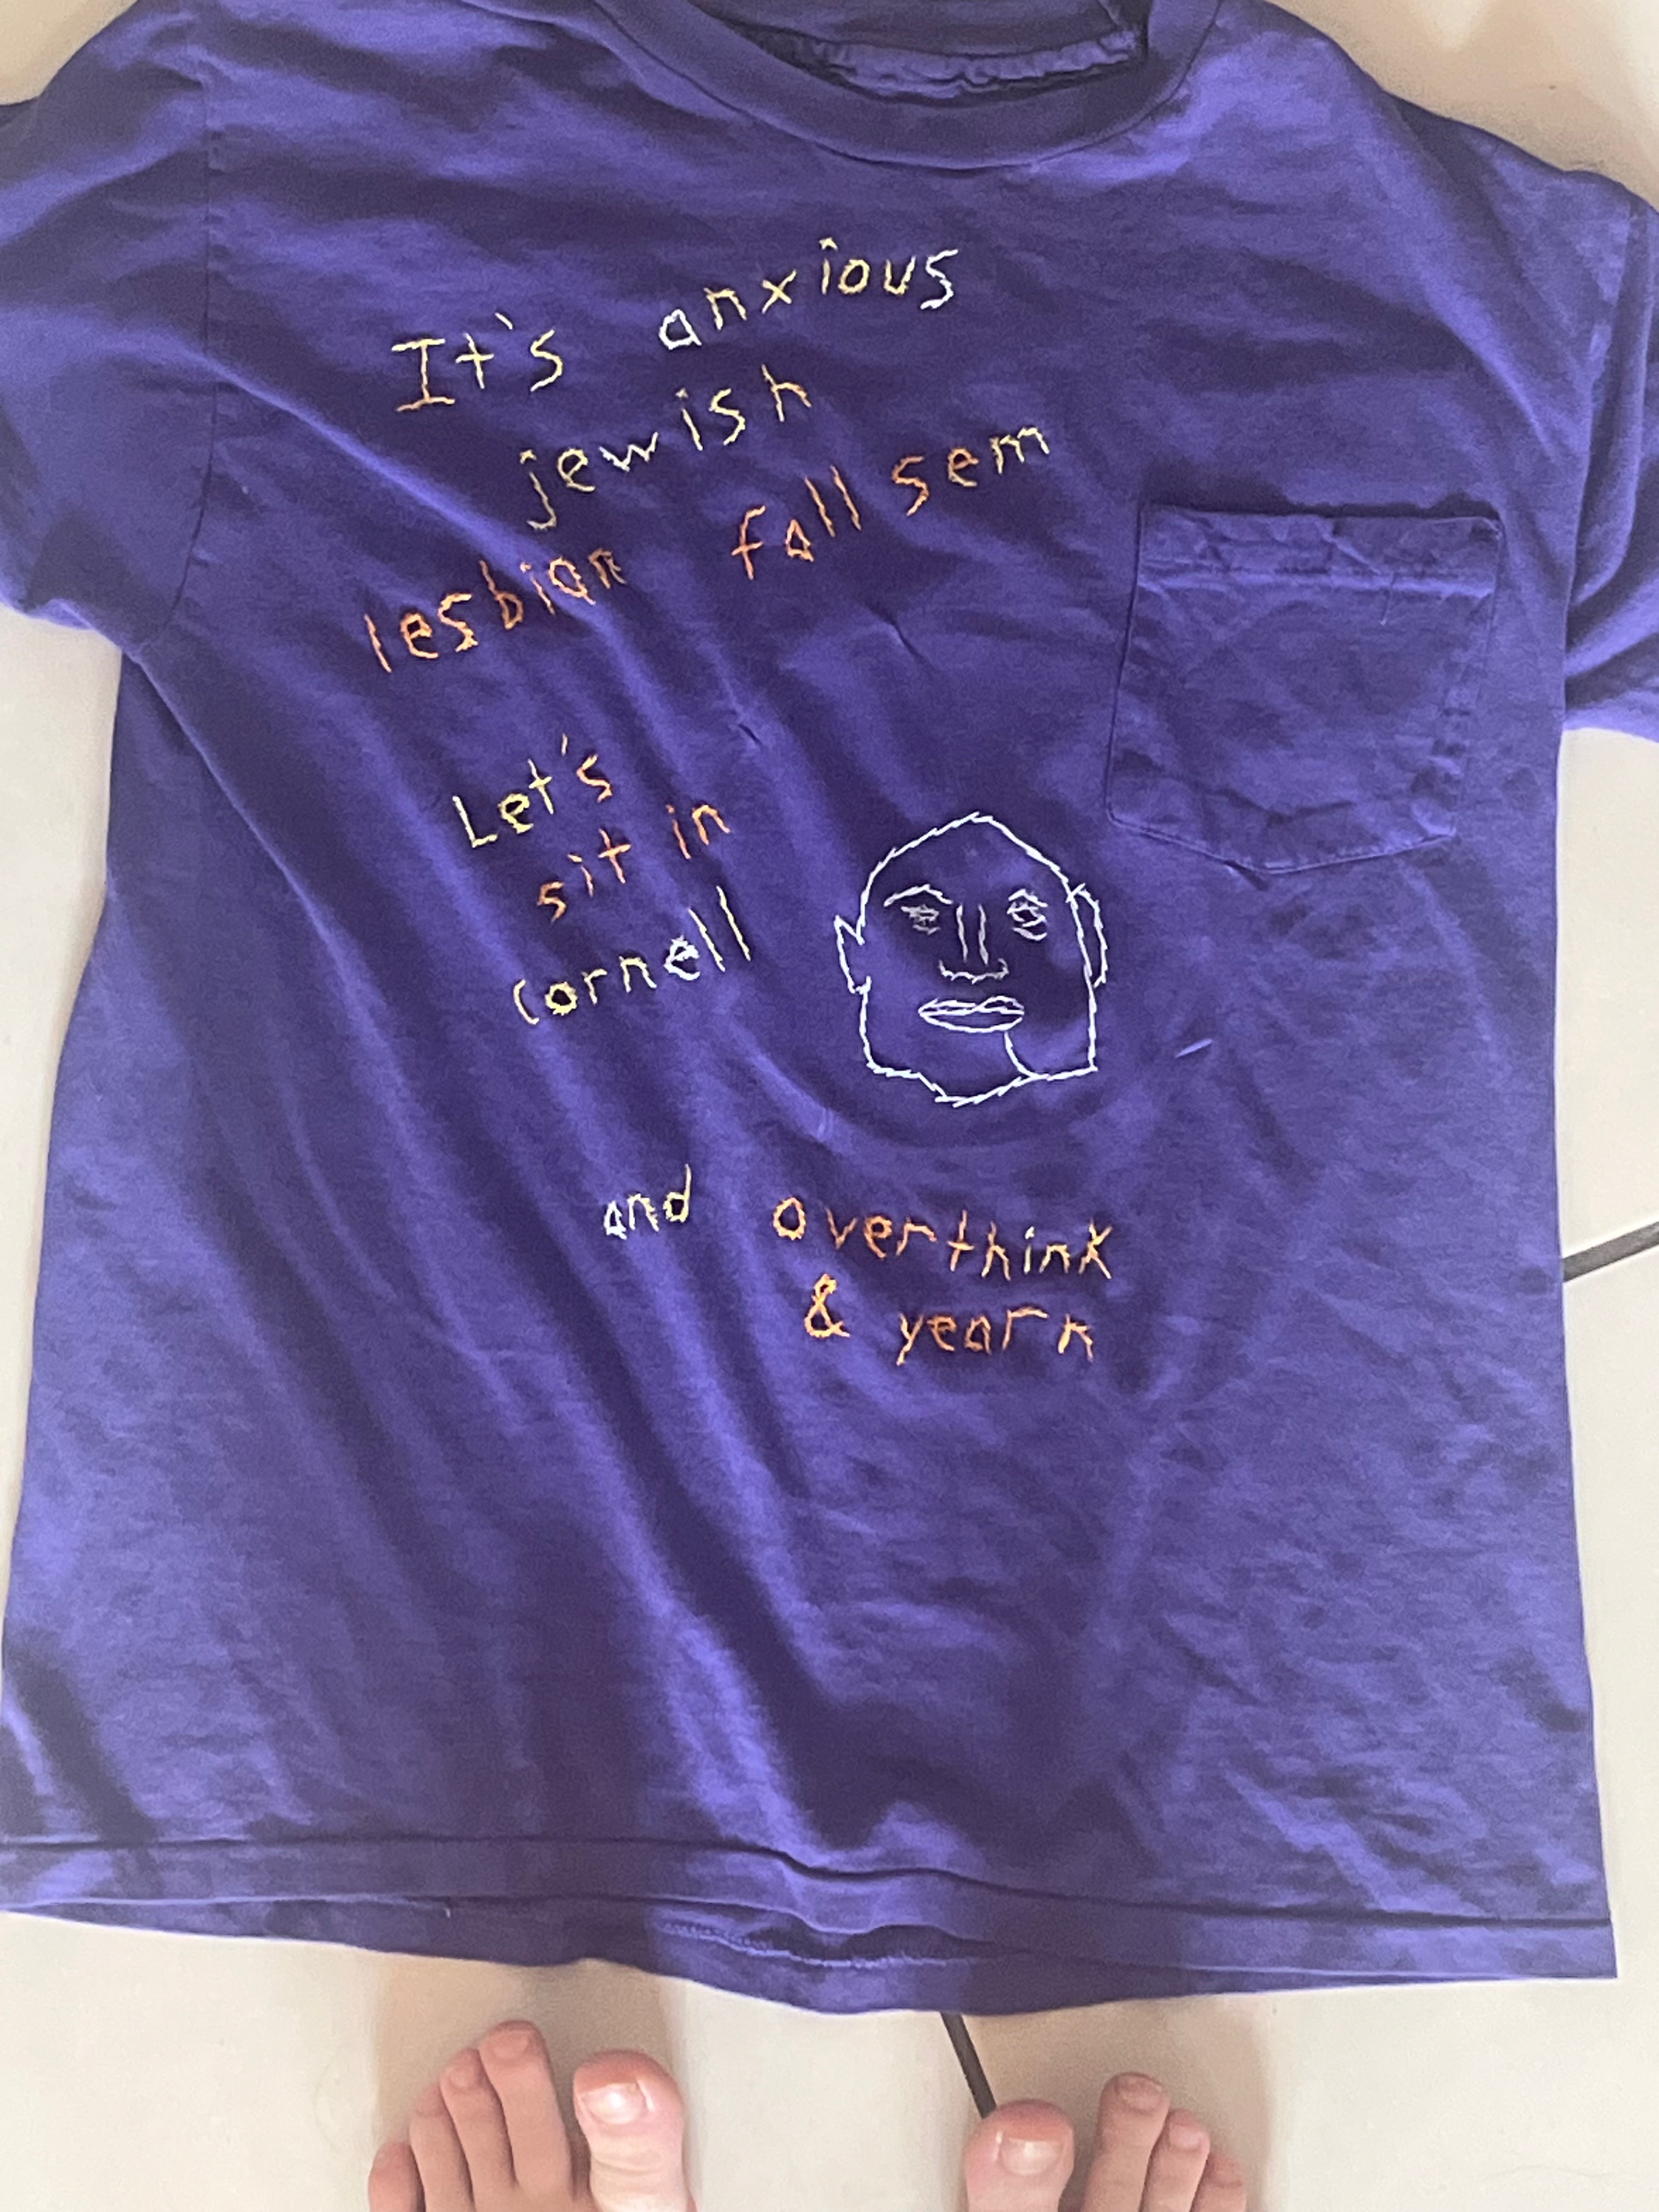 It's anxious
jewish
lesbian fall sem
Let's
sit in
cornell
and overthink
& yearn